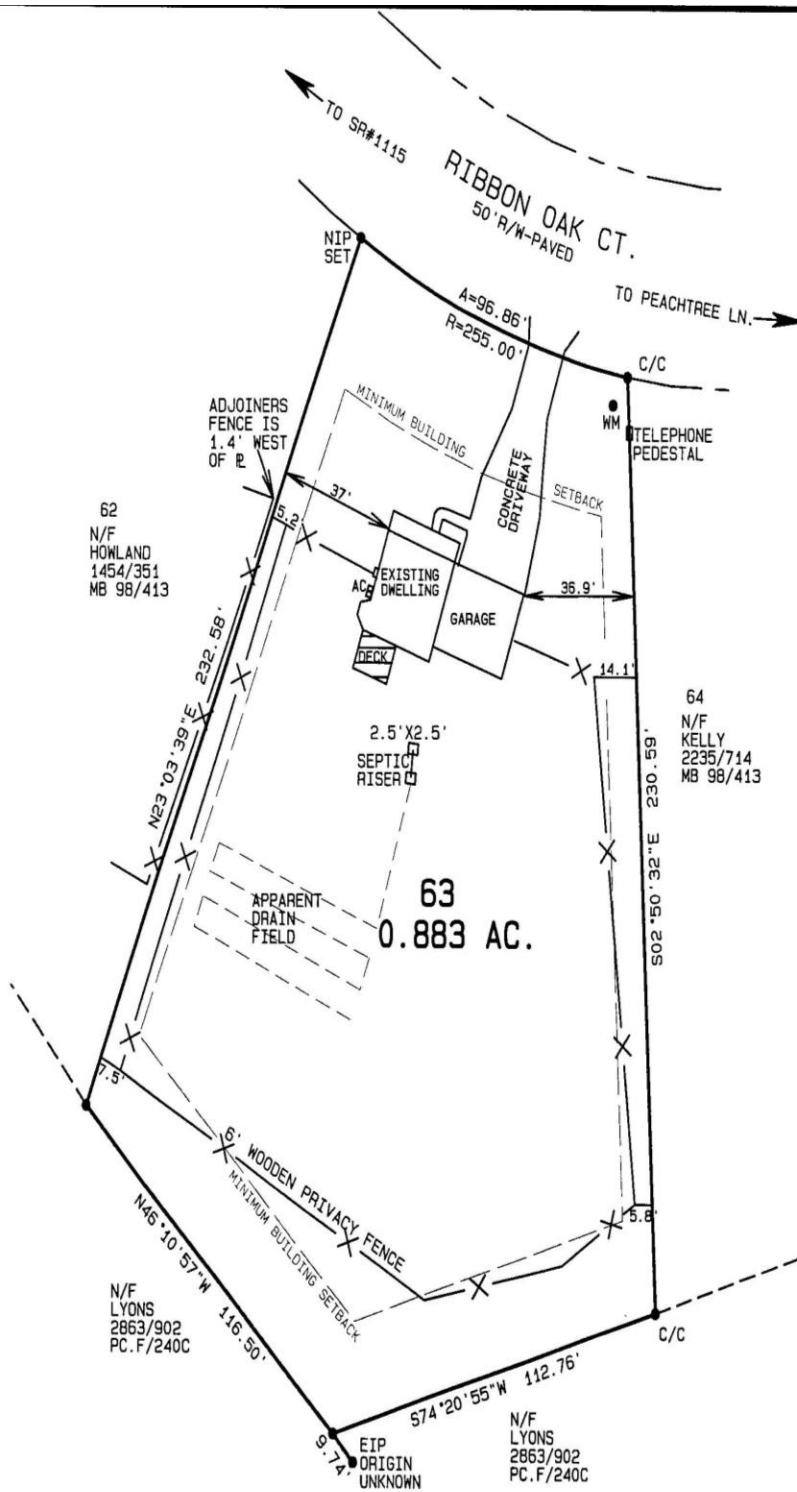 TO SR#1115
RIBBON OAK CT.
50'R/W-PAVED
TO PEACHTREE LN.
NIP
SET
A=96.86'
R=255.00'
C/C
WM
TELEPHONE
PEDESTAL
ADJOINERS
FENCE IS
1.4' WEST
OF ℙL
MINIMUM BUILDING
SETBACK
CONCRETE
DRIVEWAY
37'
5.2'
62
N/F
HOWLAND
1454/351
MB 98/413
EXISTING
DWELLING
AC
GARAGE
36.9'
DECK
14.1'
N23°03'39"E 232.58'
64
N/F
KELLY
2235/714
MB 98/413
2.5'X2.5'
SEPTIC
RISER
S02°50'32"E 230.59'
63
0.883 AC.
APPARENT
DRAIN
FIELD
7.5'
6' WOODEN PRIVACY FENCE
MINIMUM BUILDING SETBACK
5.8'
N46°10'57"W 116.50'
N/F
LYONS
2863/902
PC.F/240C
C/C
S74°20'55"W 112.76'
9.74'
EIP
ORIGIN
UNKNOWN
N/F
LYONS
2863/902
PC.F/240C